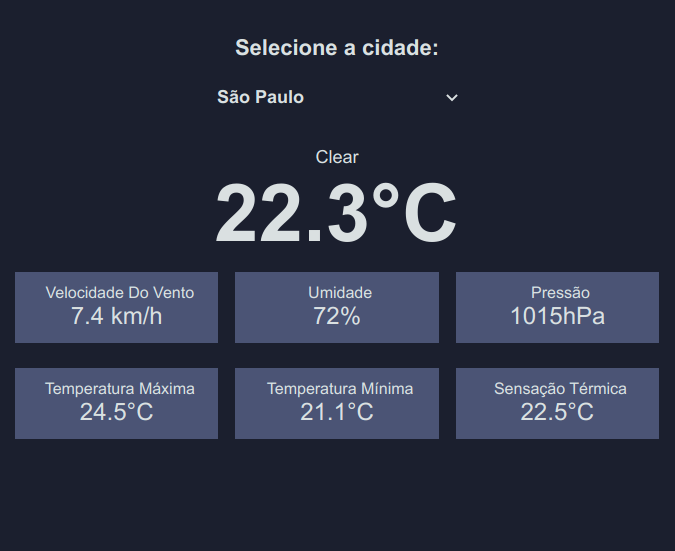 Selecione a cidade:
São Paulo
Clear
22.3°C
Velocidade Do Vento
7.4 km/h
Umidade
72%
Pressão
1015hPa
Temperatura Máxima
24.5°C
Temperatura Mínima
21.1°C
Sensação Térmica
22.5°C